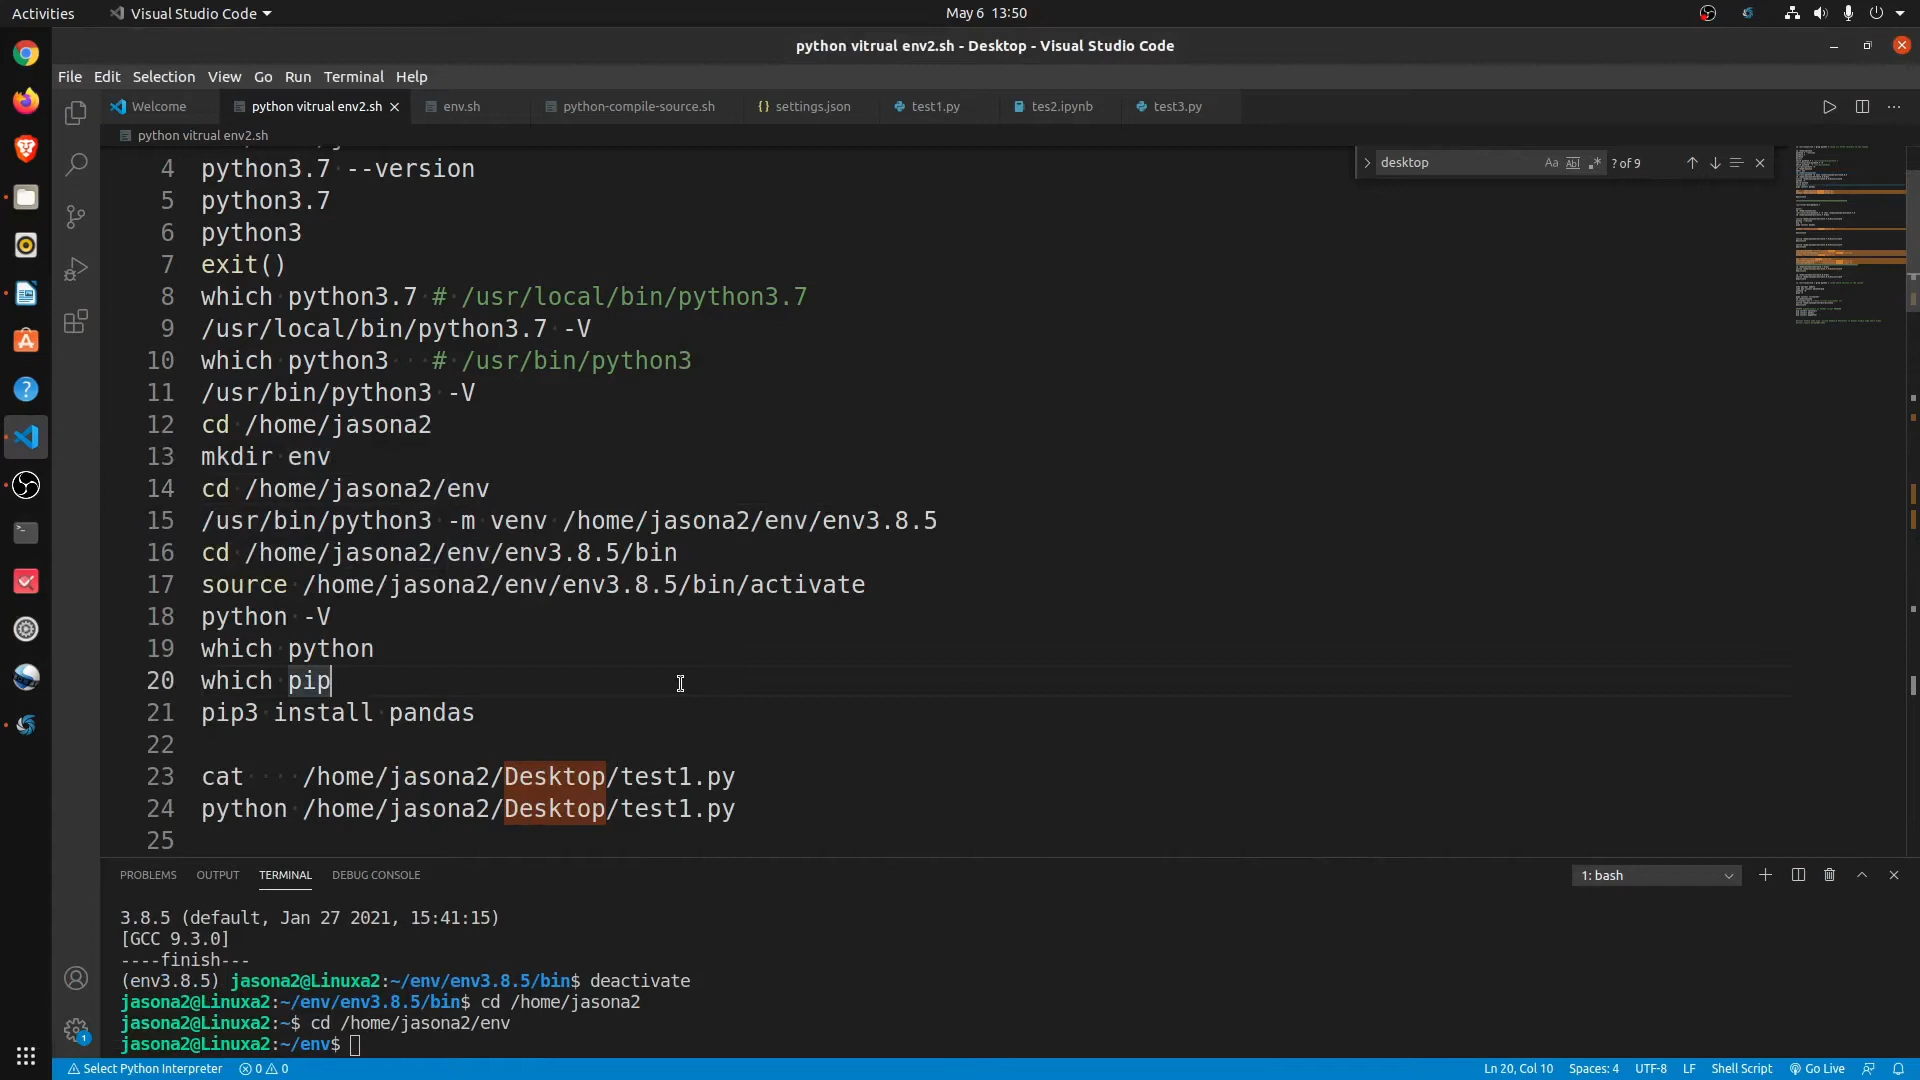 Activities
Visual Studio Code
May 6 13:50
python vitrual env2.sh - Desktop - Visual Studio Code
File Edit Selection View Go Run Terminal Help
Welcome
python vitrual env2.sh
env.sh
python-compile-source.sh
settings.json
test1.py
tes2.ipynb
test3.py
python vitrual env2.sh
desktop
Aa
Abl
? of 9
4 python3.7 --version
5 python3.7
6 python3
7 exit()
8 which python3.7 # /usr/local/bin/python3.7
9 /usr/local/bin/python3.7 -V
10 which python3   # /usr/bin/python3
11 /usr/bin/python3 -V
12 cd /home/jasona2
13 mkdir env
14 cd /home/jasona2/env
15 /usr/bin/python3 -m venv /home/jasona2/env/env3.8.5
16 cd /home/jasona2/env/env3.8.5/bin
17 source /home/jasona2/env/env3.8.5/bin/activate
18 python -V
19 which python
20 which pip
21 pip3 install pandas
22
23 cat    /home/jasona2/Desktop/test1.py
24 python /home/jasona2/Desktop/test1.py
25
PROBLEMS OUTPUT TERMINAL DEBUG CONSOLE
1: bash
3.8.5 (default, Jan 27 2021, 15:41:15)
[GCC 9.3.0]
----finish---
(env3.8.5) jasona2@Linuxa2:~/env/env3.8.5/bin$ deactivate
jasona2@Linuxa2:~/env/env3.8.5/bin$ cd /home/jasona2
jasona2@Linuxa2:~$ cd /home/jasona2/env
jasona2@Linuxa2:~/env$
1
Select Python Interpreter
0 0
Ln 20, Col 10
Spaces: 4
UTF-8
LF
Shell Script
Go Live